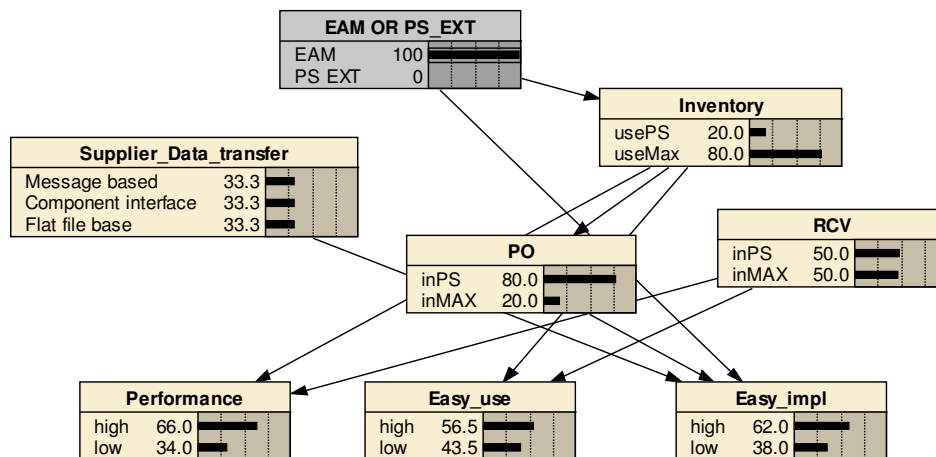 EAM OR PS_EXT
EAM 100
PS EXT 0
Inventory
usePS 20.0
useMax 80.0
Supplier_Data_transfer
Message based 33.3
Component interface 33.3
Flat file base 33.3
RCV
inPS 50.0
inMAX 50.0
PO
inPS 80.0
inMAX 20.0
Performance
high 66.0
low 34.0
Easy_use
high 56.5
low 43.5
Easy_impl
high 62.0
low 38.0